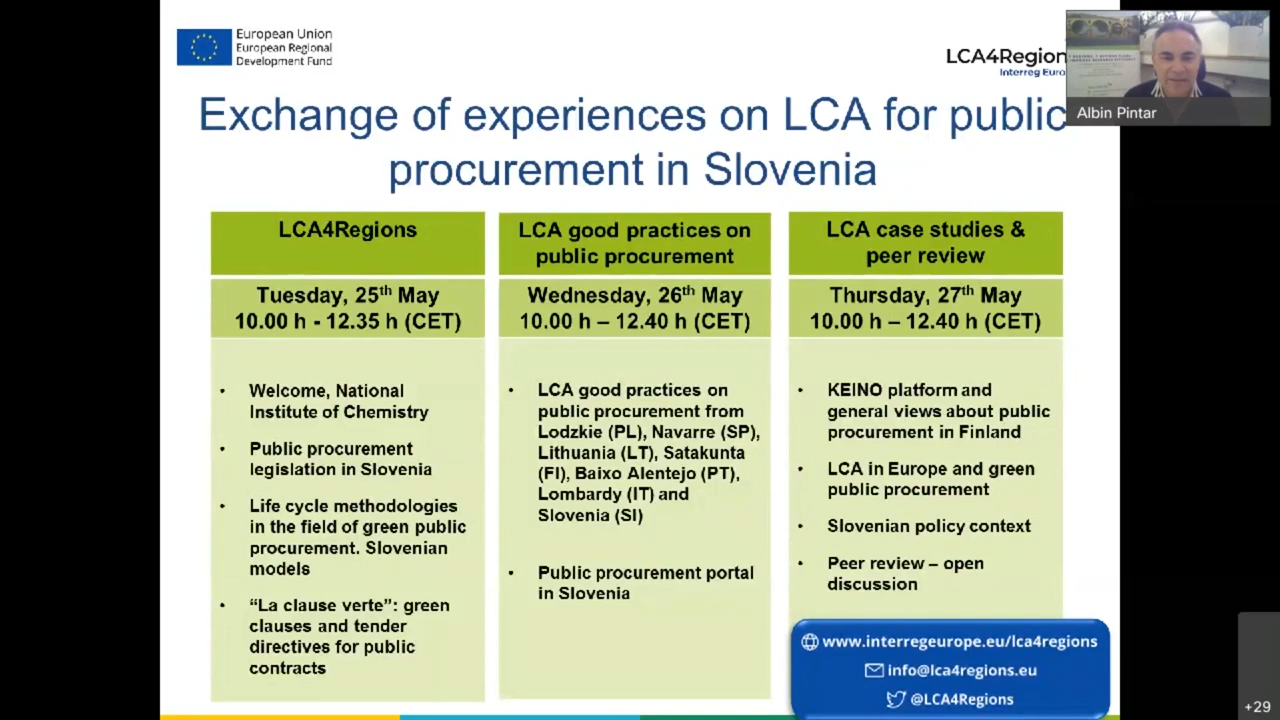 European Union
European Regional
Development Fund
LCA4Region
Interreg Euro
Albin Pintar
Exchange of experiences on LCA for public
procurement in Slovenia
LCA4Regions
Tuesday, 25th May
10.00 h - 12.35 h (CET)
• Welcome, National
Institute of Chemistry
• Public procurement
legislation in Slovenia
• Life cycle methodologies
in the field of green public
procurement. Slovenian
models
• “La clause verte”: green
clauses and tender
directives for public
contracts
LCA good practices on
public procurement
Wednesday, 26th May
10.00 h – 12.40 h (CET)
• LCA good practices on
public procurement from
Lodzkie (PL), Navarre (SP),
Lithuania (LT), Satakunta
(FI), Baixo Alentejo (PT),
Lombardy (IT) and
Slovenia (SI)
• Public procurement portal
in Slovenia
LCA case studies &
peer review
Thursday, 27th May
10.00 h – 12.40 h (CET)
• KEINO platform and
general views about public
procurement in Finland
• LCA in Europe and green
public procurement
• Slovenian policy context
• Peer review – open
discussion
www.interregeurope.eu/lca4regions
info@lca4regions.eu
@LCA4Regions
+29